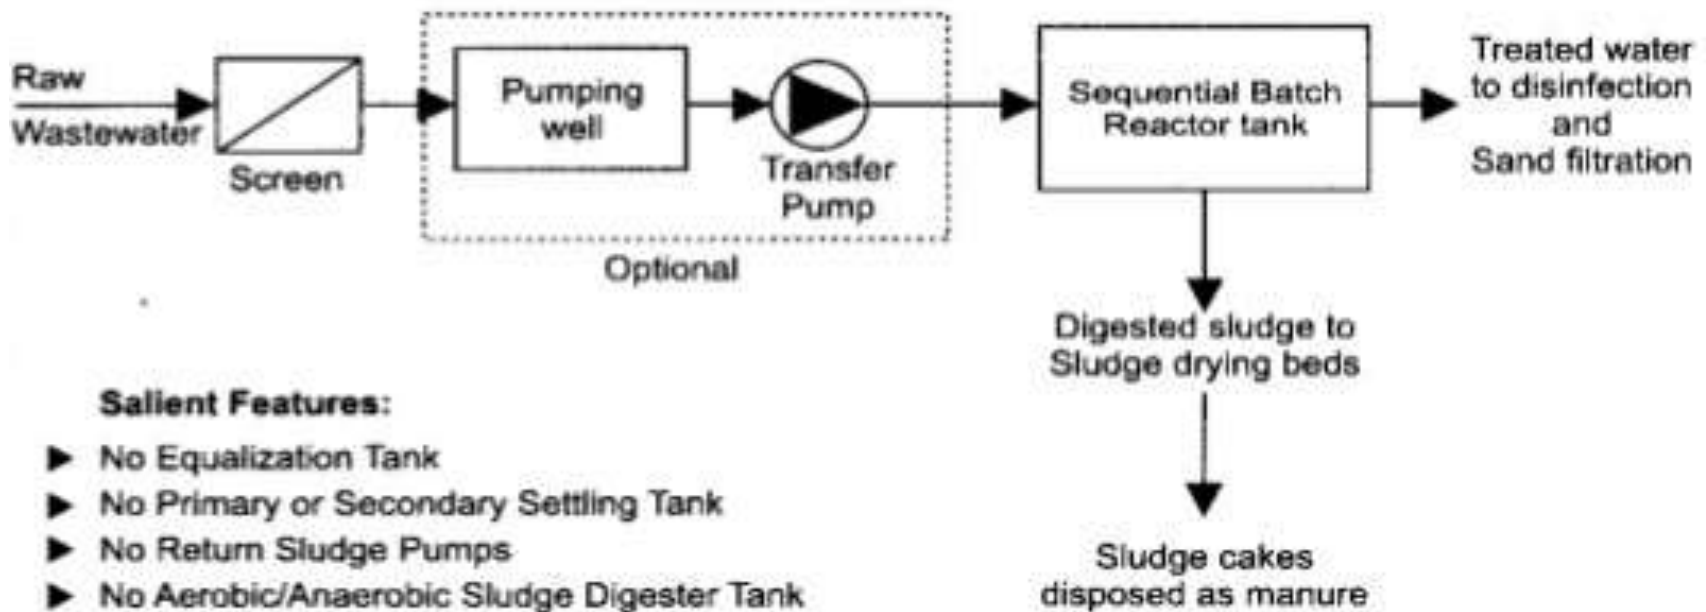 Raw
Wastewater
Screen
Pumping
well
Transfer
Pump
Optional
Sequential Batch
Reactor tank
Treated water
to disinfection
and
Sand filtration
Digested sludge to
Sludge drying beds
Sludge cakes
disposed as manure
Salient Features:
No Equalization Tank
No Primary or Secondary Settling Tank
No Return Sludge Pumps
No Aerobic/Anaerobic Sludge Digester Tank